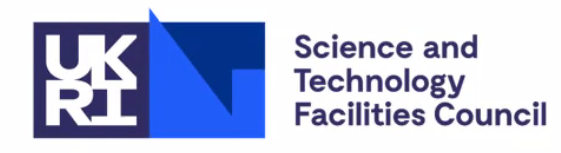 UK
RI
Science and
Technology
Facilities Council